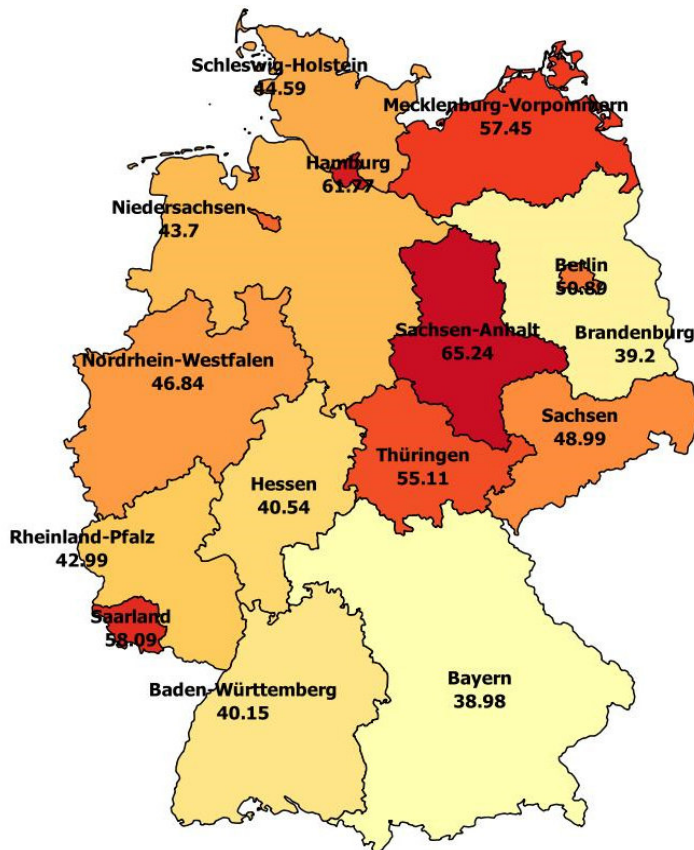 Schleswig-Holstein
44.59
Mecklenburg-Vorpommern
57.45
Hamburg
61.77
Niedersachsen
43.7
Berlin
50.89
Sachsen-Anhalt
65.24
Brandenburg
39.2
Nordrhein-Westfalen
46.84
Sachsen
48.99
Thüringen
55.11
Hessen
40.54
Rheinland-Pfalz
42.99
Saarland
58.09
Bayern
38.98
Baden-Württemberg
40.15